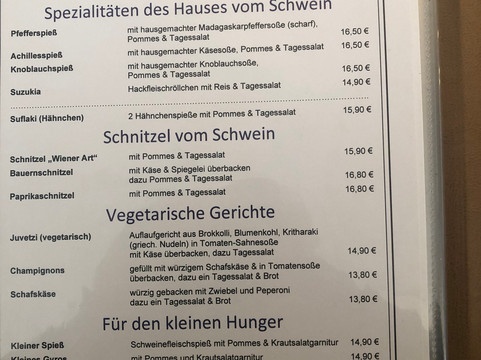 Spezialitäten des Hauses vom Schwein
Pfefferspieß mit hausgemachter Madagaskarpfeffersoße (scharf),
Pommes & Tagessalat 16,50 €
Achillesspieß mit hausgemachter Käsesoße, Pommes & Tagessalat 16,50 €
Knoblauchspieß mit hausgemachter Knoblauchsoße,
Pommes & Tagessalat 16,50 €
Suzukia Hackfleischröllchen mit Reis & Tagessalat 14,90 €
Suflaki (Hähnchen) 2 Hähnchenspieße mit Pommes & Tagessalat 15,90 €
Schnitzel vom Schwein
Schnitzel „Wiener Art" mit Pommes & Tagessalat 15,90 €
Bauernschnitzel mit Käse & Spiegelei überbacken
dazu Pommes & Tagessalat 16,80 €
Paprikaschnitzel mit Pommes & Tagessalat 16,80 €
Vegetarische Gerichte
Juvetzi (vegetarisch) Auflaufgericht aus Brokkolli, Blumenkohl, Kritharaki
(griech. Nudeln) in Tomaten-Sahnesoße
mit Käse überbacken, dazu Tagessalat 14,90 €
Champignons gefüllt mit würzigem Schafskäse & in Tomatensoße
überbacken, dazu ein Tagessalat & Brot 13,80 €
Schafskäse würzig gebacken mit Zwiebel und Peperoni
dazu ein Tagessalat & Brot 13,80 €
Für den kleinen Hunger
Kleiner Spieß Schweinefleischspieß mit Pommes & Krautsalatgarnitur 14,90 €
Kleines Gyros mit Pommes und Krautsalatgarnitur 14,90 €